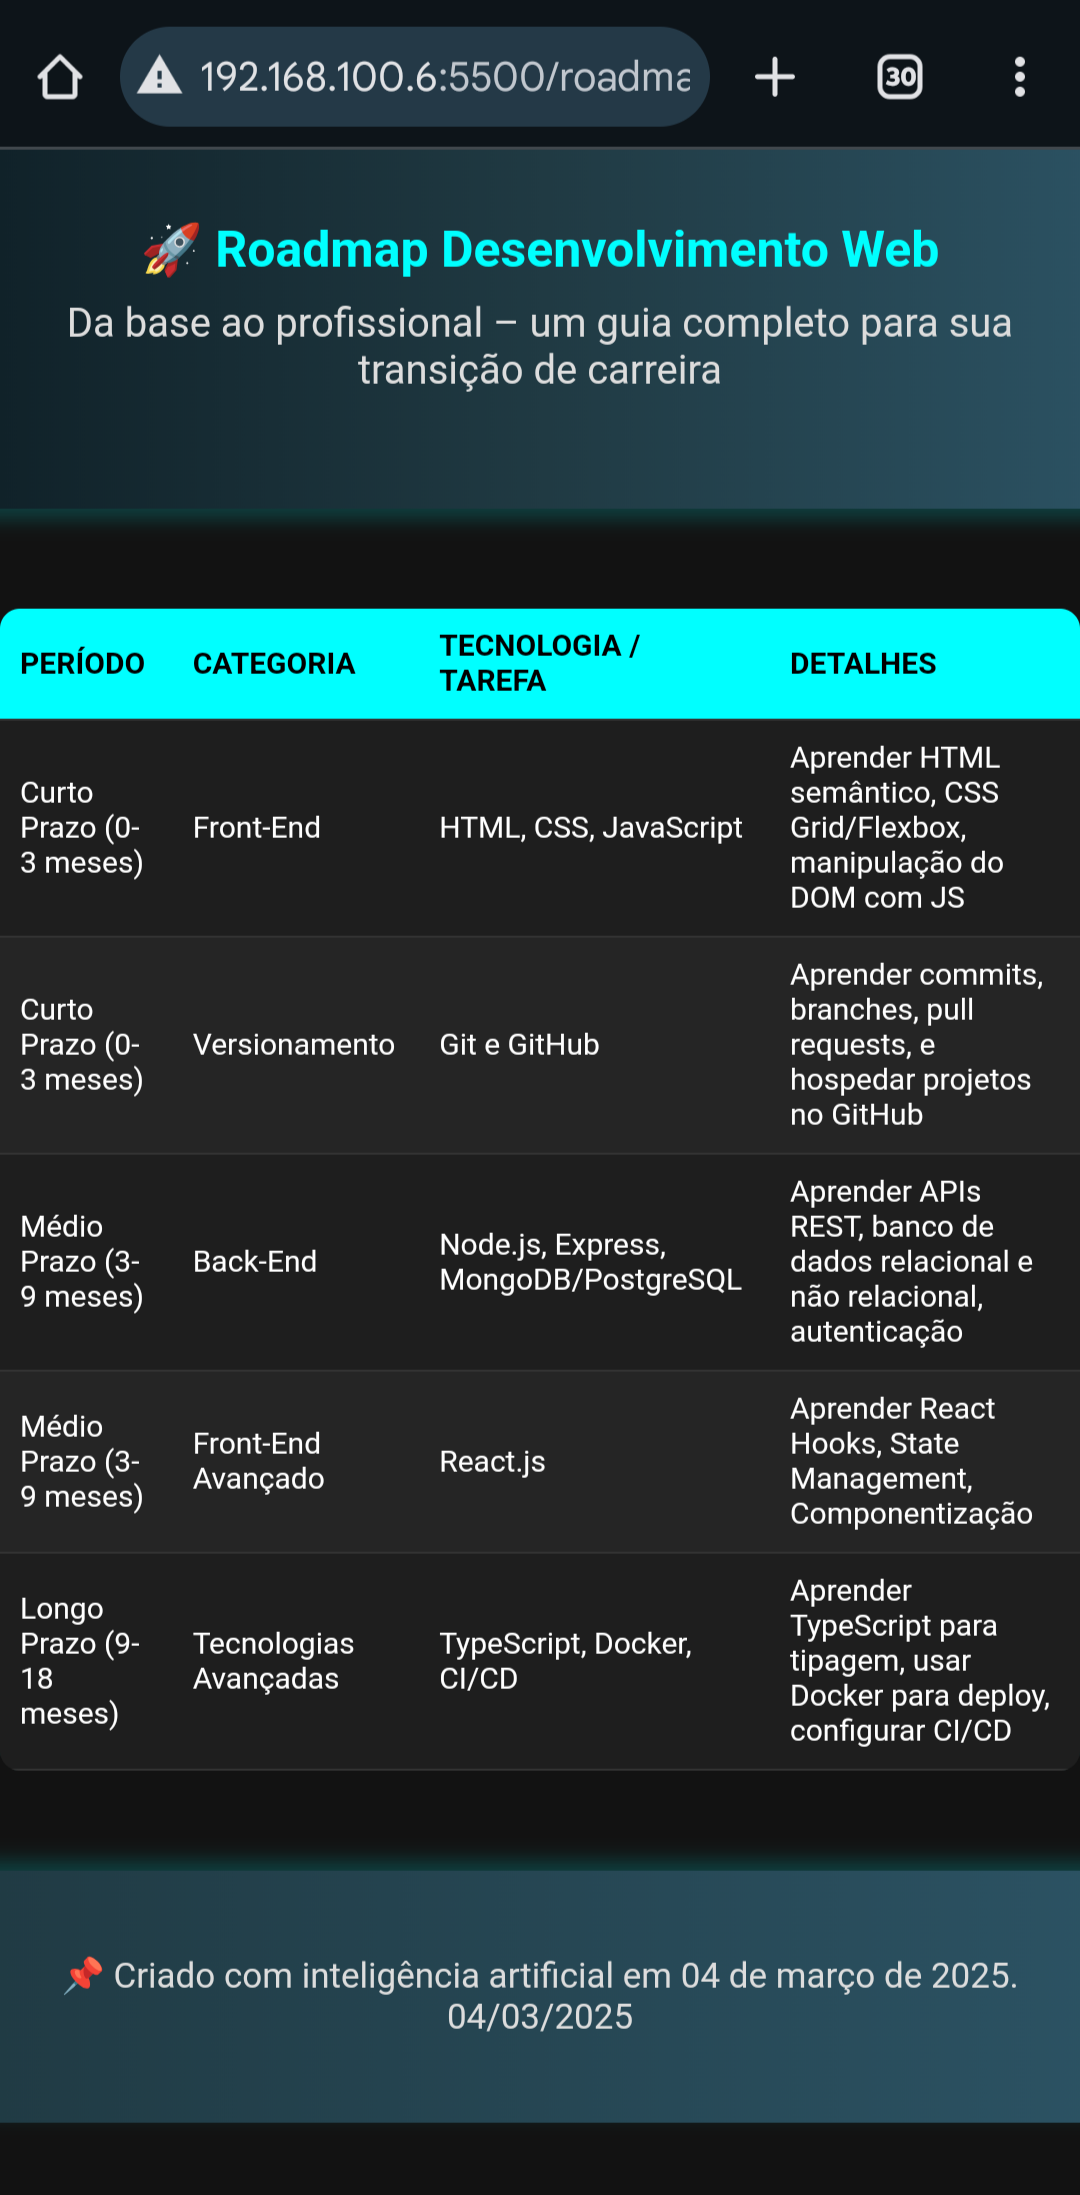 192.168.100.6:5500/roadma
30
🚀 Roadmap Desenvolvimento Web
Da base ao profissional – um guia completo para sua
transição de carreira
PERÍODO CATEGORIA TECNOLOGIA / TAREFA DETALHES
Curto
Prazo (0-
3 meses)
Front-End
HTML, CSS, JavaScript
Aprender HTML
semântico, CSS
Grid/Flexbox,
manipulação do
DOM com JS
Curto
Prazo (0-
3 meses)
Versionamento
Git e GitHub
Aprender commits,
branches, pull
requests, e
hospedar projetos
no GitHub
Médio
Prazo (3-
9 meses)
Back-End
Node.js, Express,
MongoDB/PostgreSQL
Aprender APIs
REST, banco de
dados relacional e
não relacional,
autenticação
Médio
Prazo (3-
9 meses)
Front-End
Avançado
React.js
Aprender React
Hooks, State
Management,
Componentização
Longo
Prazo (9-
18
meses)
Tecnologias
Avançadas
TypeScript, Docker,
CI/CD
Aprender
TypeScript para
tipagem, usar
Docker para deploy,
configurar CI/CD
📌 Criado com inteligência artificial em 04 de março de 2025.
04/03/2025